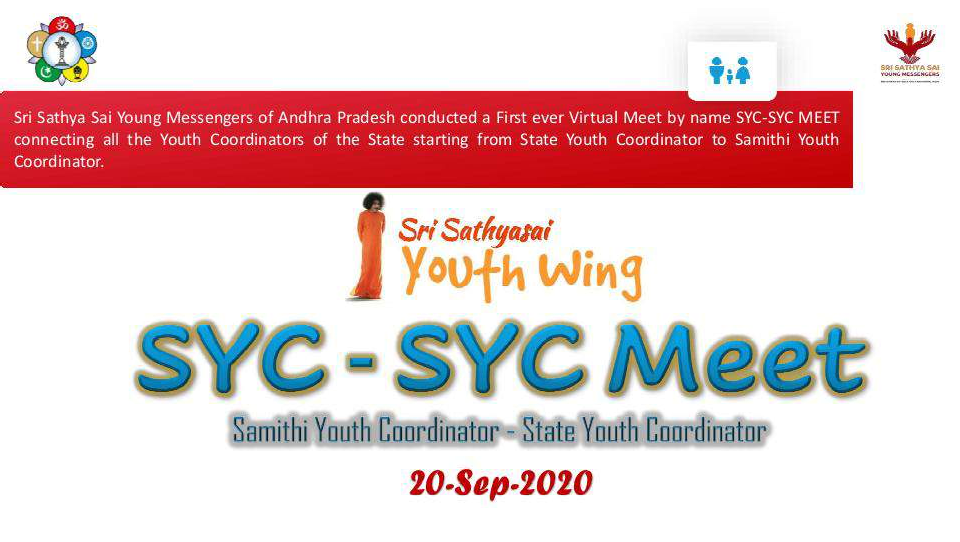 SRI SATHYA SAI
YOUNG MESSENGERS
Sri Sathya Sai Young Messengers of Andhra Pradesh conducted a First ever Virtual Meet by name SYC-SYC MEET
connecting all the Youth Coordinators of the State starting from State Youth Coordinator to Samithi Youth
Coordinator.
Sri Sathyasai
Youth Wing
SYC - SYC Meet
Samithi Youth Coordinator - State Youth Coordinator
20-Sep-2020